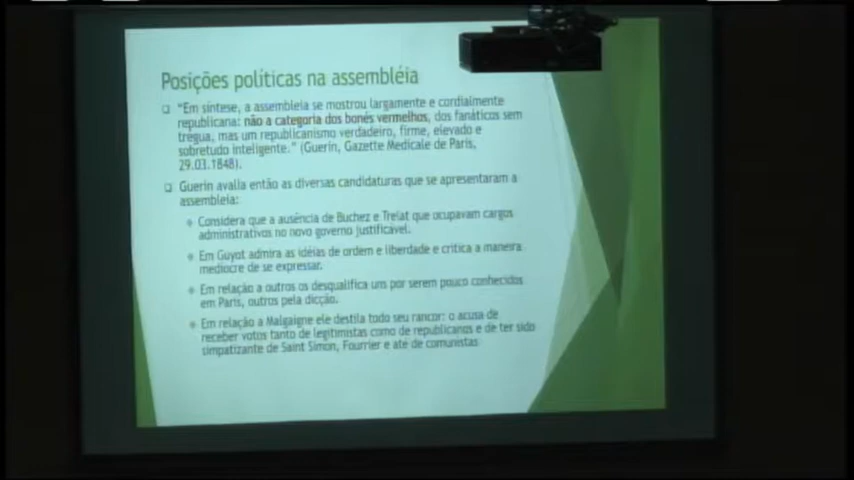 Posições políticas na assembléia
"Em síntese, a assembleia se mostrou largamente e cordialmente
republicana: não a categoria dos bonés vermelhos, dos fanáticos sem
trégua, mas um republicanismo verdadeiro, firme, elevado e
sobretudo inteligente." (Guerin, Gazette Medicale de Paris,
29.03.1848).
Guerin avalia então as diversas candidaturas que se apresentaram a
assembleia:
Considera que a ausência de Buchez e Trelat que ocupavam cargos
administrativos no novo governo justificável.
Em Guyot admira as idéias de ordem e liberdade e critica a maneira
mediocre de se expressar.
Em relação a outros os desqualifica uns por serem pouco conhecidos
em Paris, outros pela dicção.
Em relação a Malgaigne ele destila todo seu rancor: o acusa de
receber votos tanto de legitimistas como de republicanos e de ter sido
simpatizante de Saint Simon, Fourrier e até de comunistas